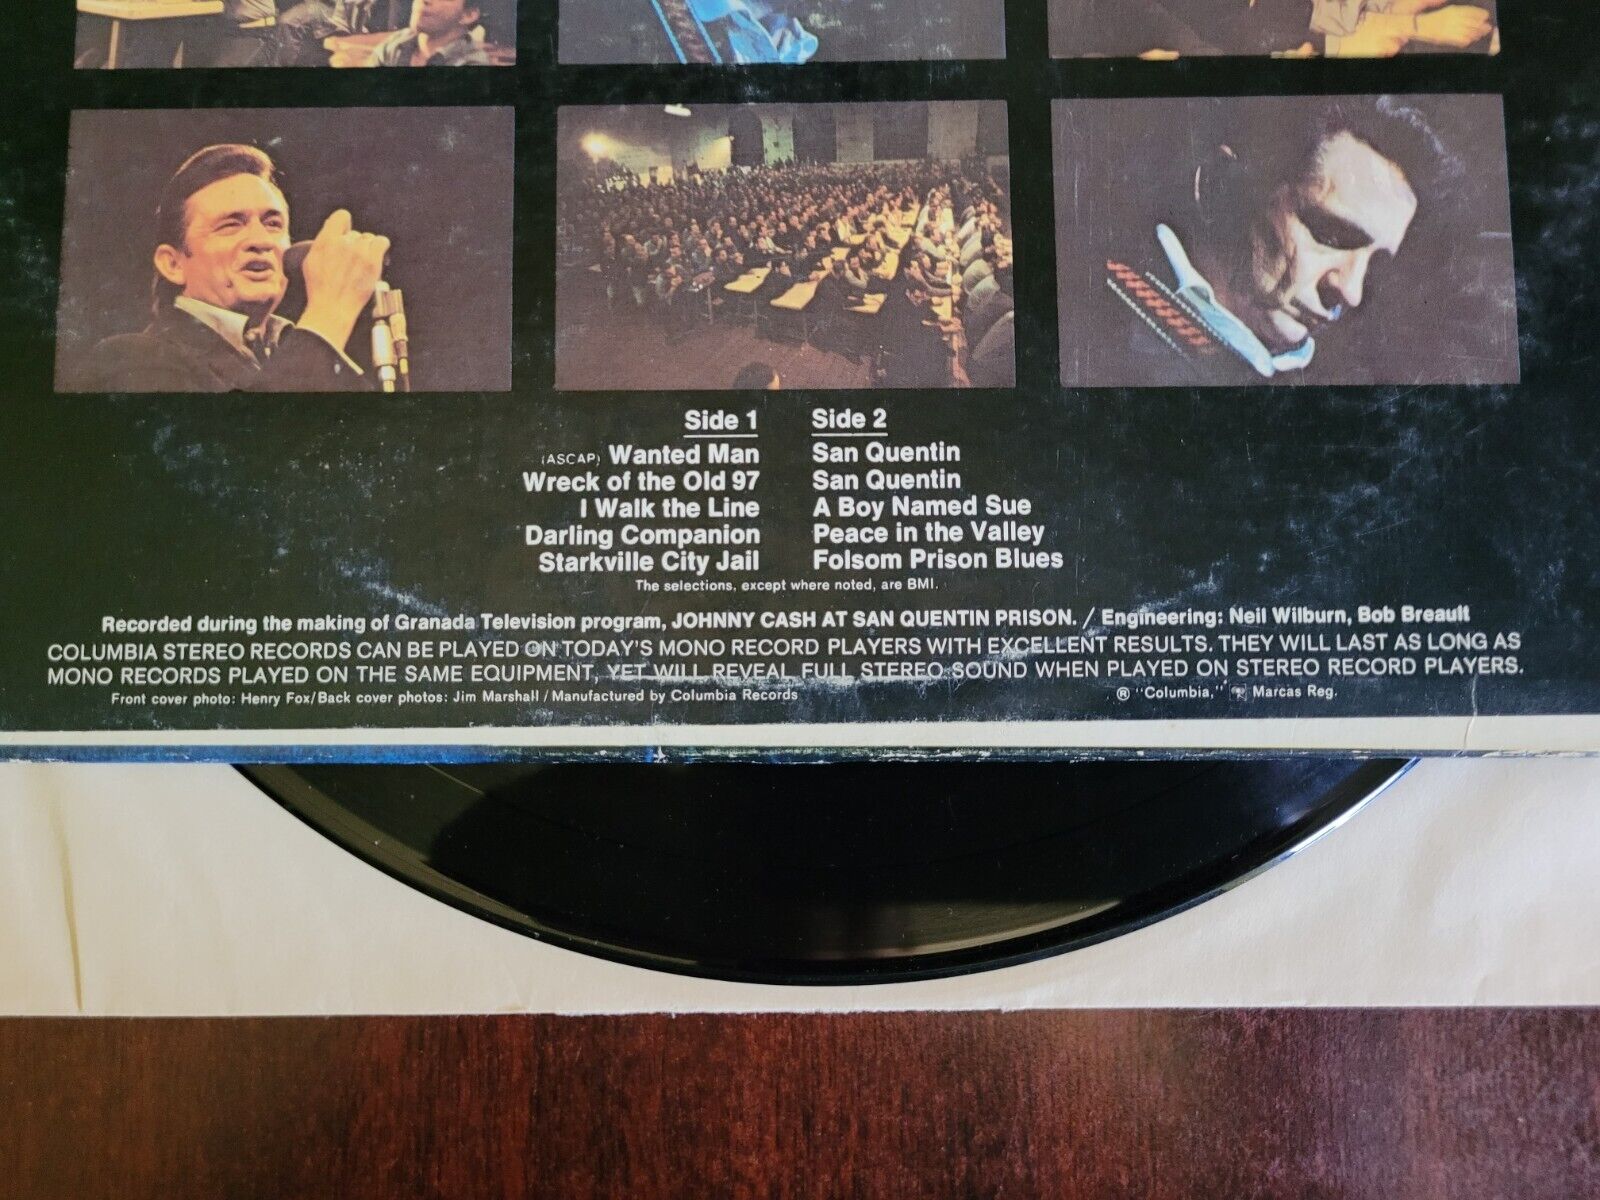 Side 1
(ASCAP) Wanted Man
Wreck of the Old 97
I Walk the Line
Darling Companion
Starkville City Jail
Side 2
San Quentin
San Quentin
A Boy Named Sue
Peace in the Valley
Folsom Prison Blues
The selections, except where noted, are BMI.
Recorded during the making of Granada Television program, JOHNNY CASH AT SAN QUENTIN PRISON. / Engineering: Neil Wilburn, Bob Breault
COLUMBIA STEREO RECORDS CAN BE PLAYED ON TODAY'S MONO RECORD PLAYERS WITH EXCELLENT RESULTS. THEY WILL LAST AS LONG AS
MONO RECORDS PLAYED ON THE SAME EQUIPMENT, YET WILL REVEAL FULL STEREO SOUND WHEN PLAYED ON STEREO RECORD PLAYERS.
Front cover photo: Henry Fox/Back cover photos: Jim Marshall / Manufactured by Columbia Records ® "Columbia," Marcas Reg.